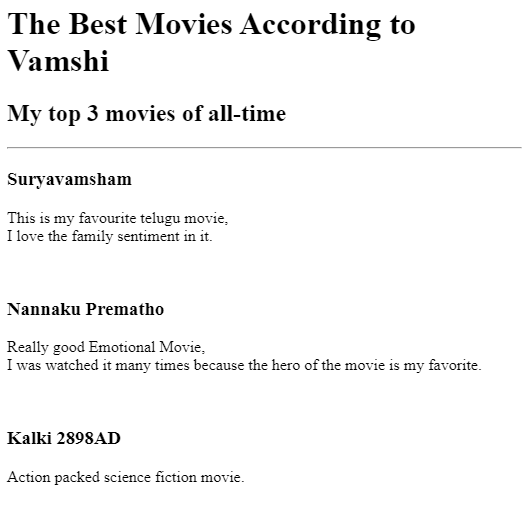 The Best Movies According to
Vamshi
My top 3 movies of all-time
Suryavamsham
This is my favourite telugu movie,
I love the family sentiment in it.
Nannaku Prematho
Really good Emotional Movie,
I was watched it many times because the hero of the movie is my favorite.
Kalki 2898AD
Action packed science fiction movie.